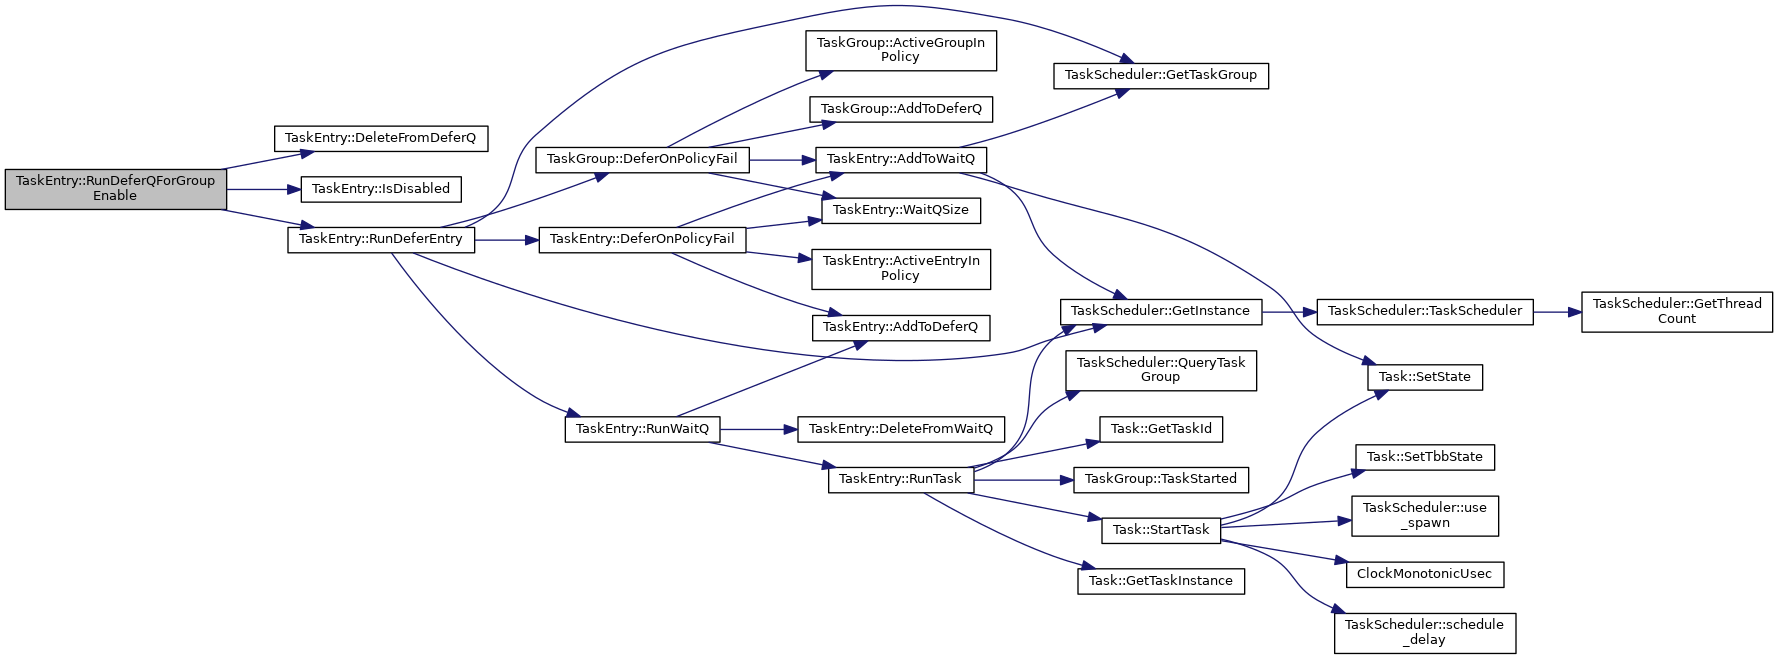 TaskEntry::RunDeferQForGroup
Enable
TaskEntry::DeleteFromDeferQ
TaskEntry::IsDisabled
TaskEntry::RunDeferEntry
TaskGroup::DeferOnPolicyFail
TaskEntry::DeferOnPolicyFail
TaskEntry::RunWaitQ
TaskGroup::ActiveGroupIn
Policy
TaskGroup::AddToDeferQ
TaskEntry::AddToWaitQ
TaskEntry::WaitQSize
TaskEntry::ActiveEntryIn
Policy
TaskEntry::AddToDeferQ
TaskEntry::DeleteFromWaitQ
TaskEntry::RunTask
TaskScheduler::GetTaskGroup
TaskScheduler::GetInstance
TaskScheduler::QueryTask
Group
Task::GetTaskId
TaskGroup::TaskStarted
Task::StartTask
Task::GetTaskInstance
TaskScheduler::TaskScheduler
Task::SetState
Task::SetTbbState
TaskScheduler::use
_spawn
ClockMonotonicUsec
TaskScheduler::schedule
_delay
TaskScheduler::GetThread
Count